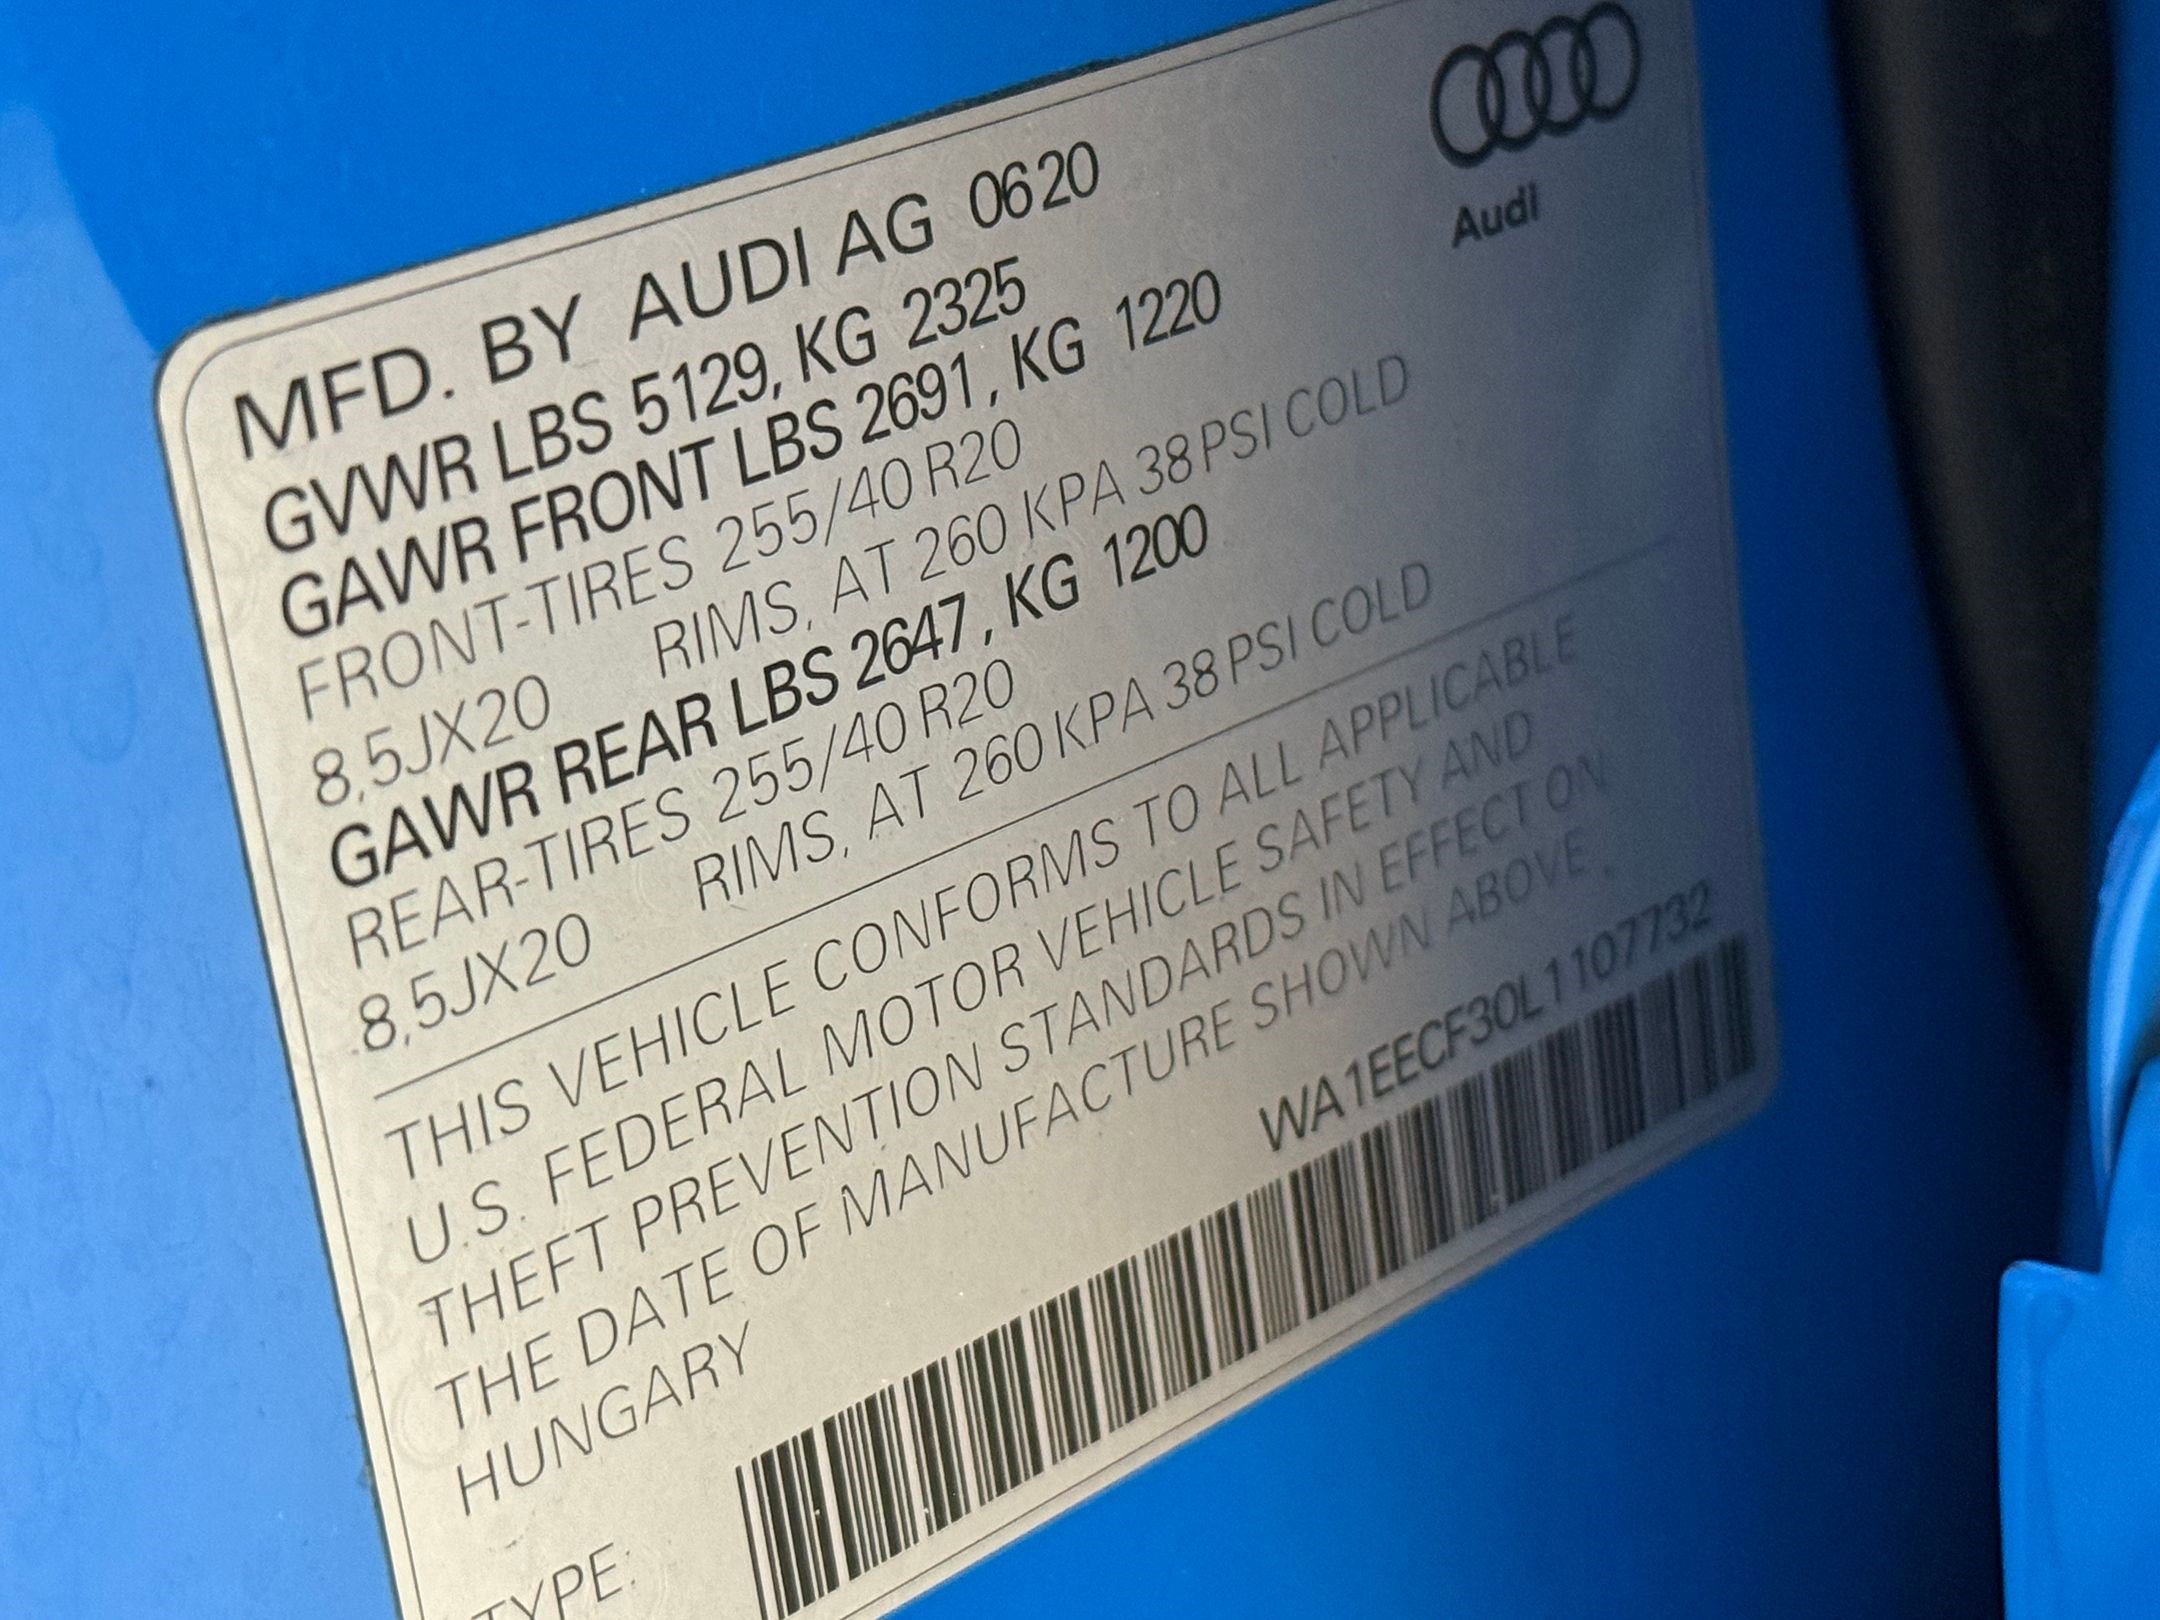 MFD. BY AUDI AG 0620
Audi
GVWR LBS 5129, KG 2325
GAWR FRONT LBS 2691, KG 1220
FRONT-TIRES 255/40 R20
8,5JX20 RIMS, AT 260 KPA 38 PSI COLD
GAWR REAR LBS 2647, KG 1200
REAR-TIRES 255/40 R20
8,5JX20 RIMS, AT 260 KPA 38 PSI COLD
THIS VEHICLE CONFORMS TO ALL APPLICABLE
U.S. FEDERAL MOTOR VEHICLE SAFETY AND
THEFT PREVENTION STANDARDS IN EFFECT ON
THE DATE OF MANUFACTURE SHOWN ABOVE.
HUNGARY
WA1EECF30L1107732
TYPE: